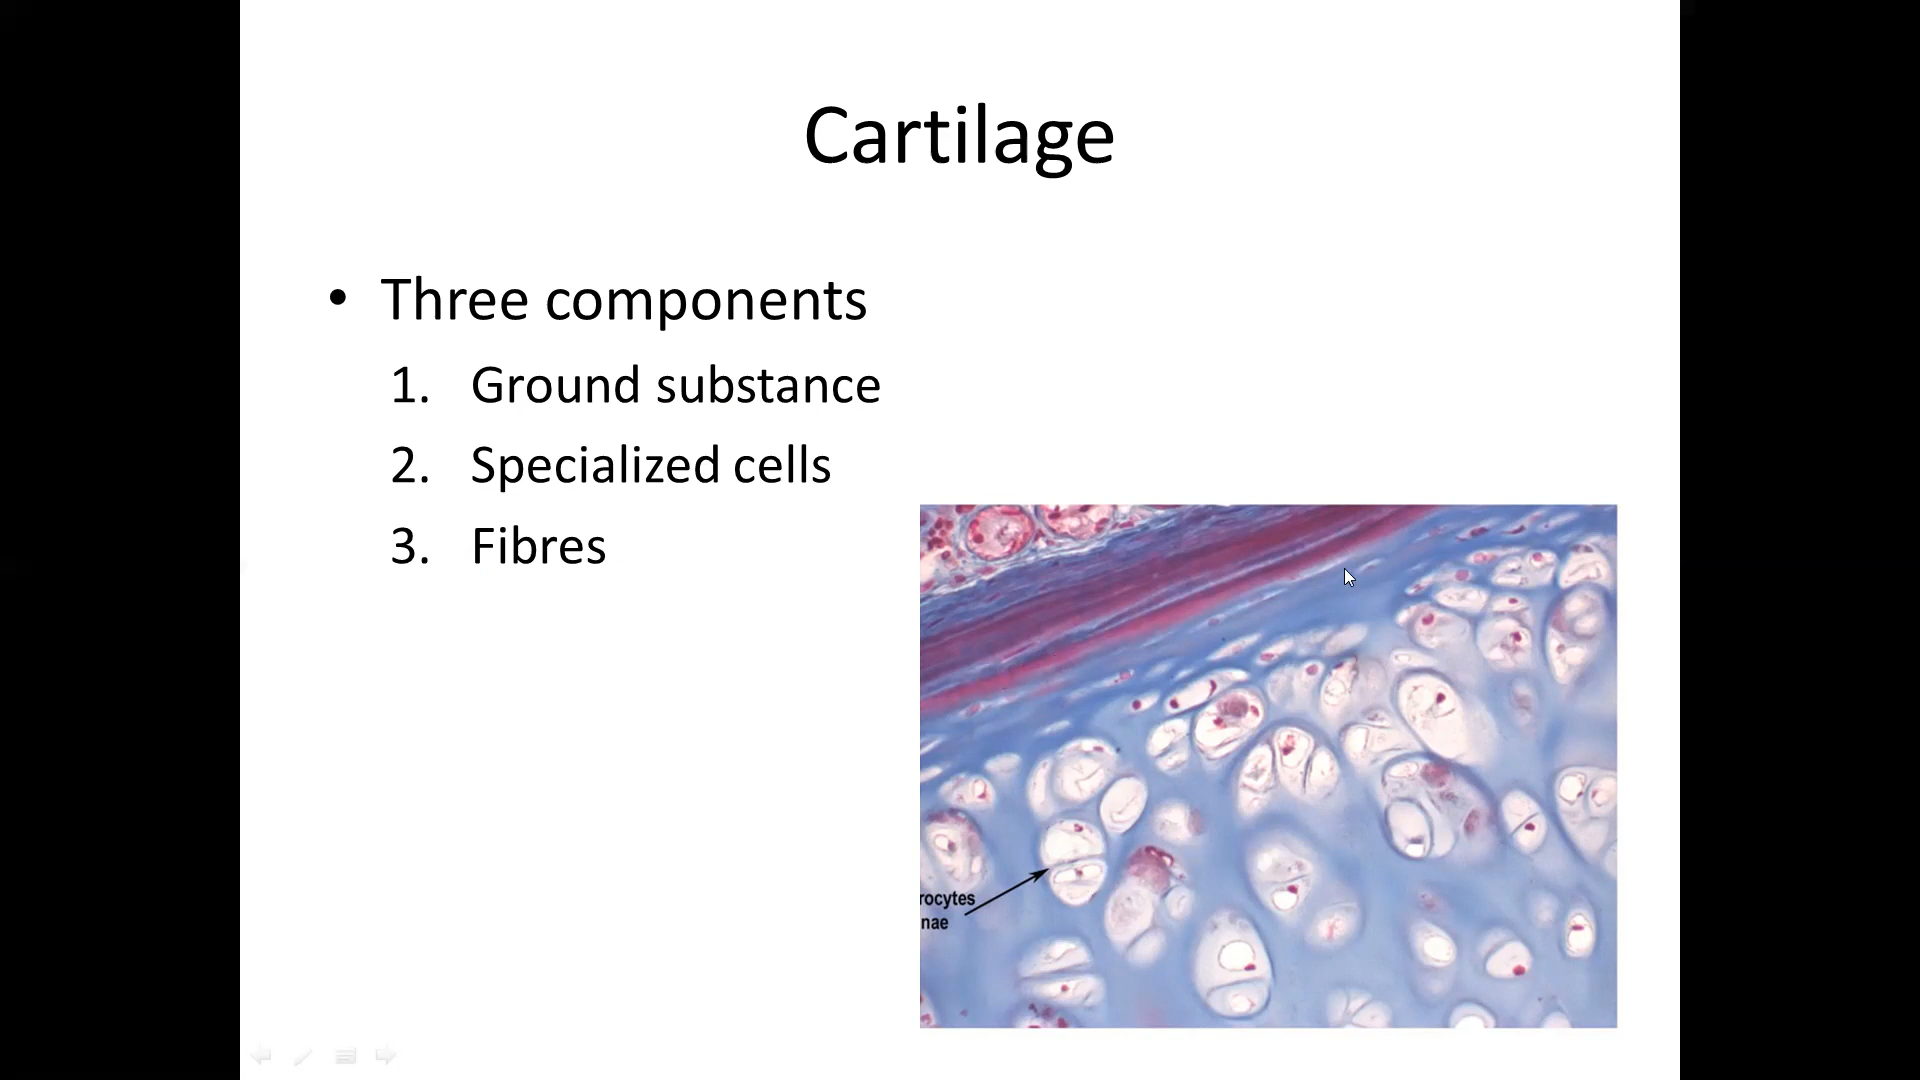 Cartilage
• Three components
1. Ground substance
2. Specialized cells
3. Fibres
rocytes
nae